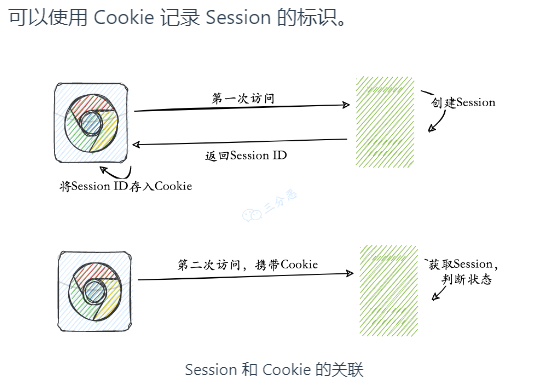 可以使用 Cookie 记录 Session 的标识。
第一次访问
创建Session
返回Session ID
将Session ID存入Cookie
三分恶
第二次访问，携带Cookie
获取Session，
判断状态
Session 和 Cookie 的关联